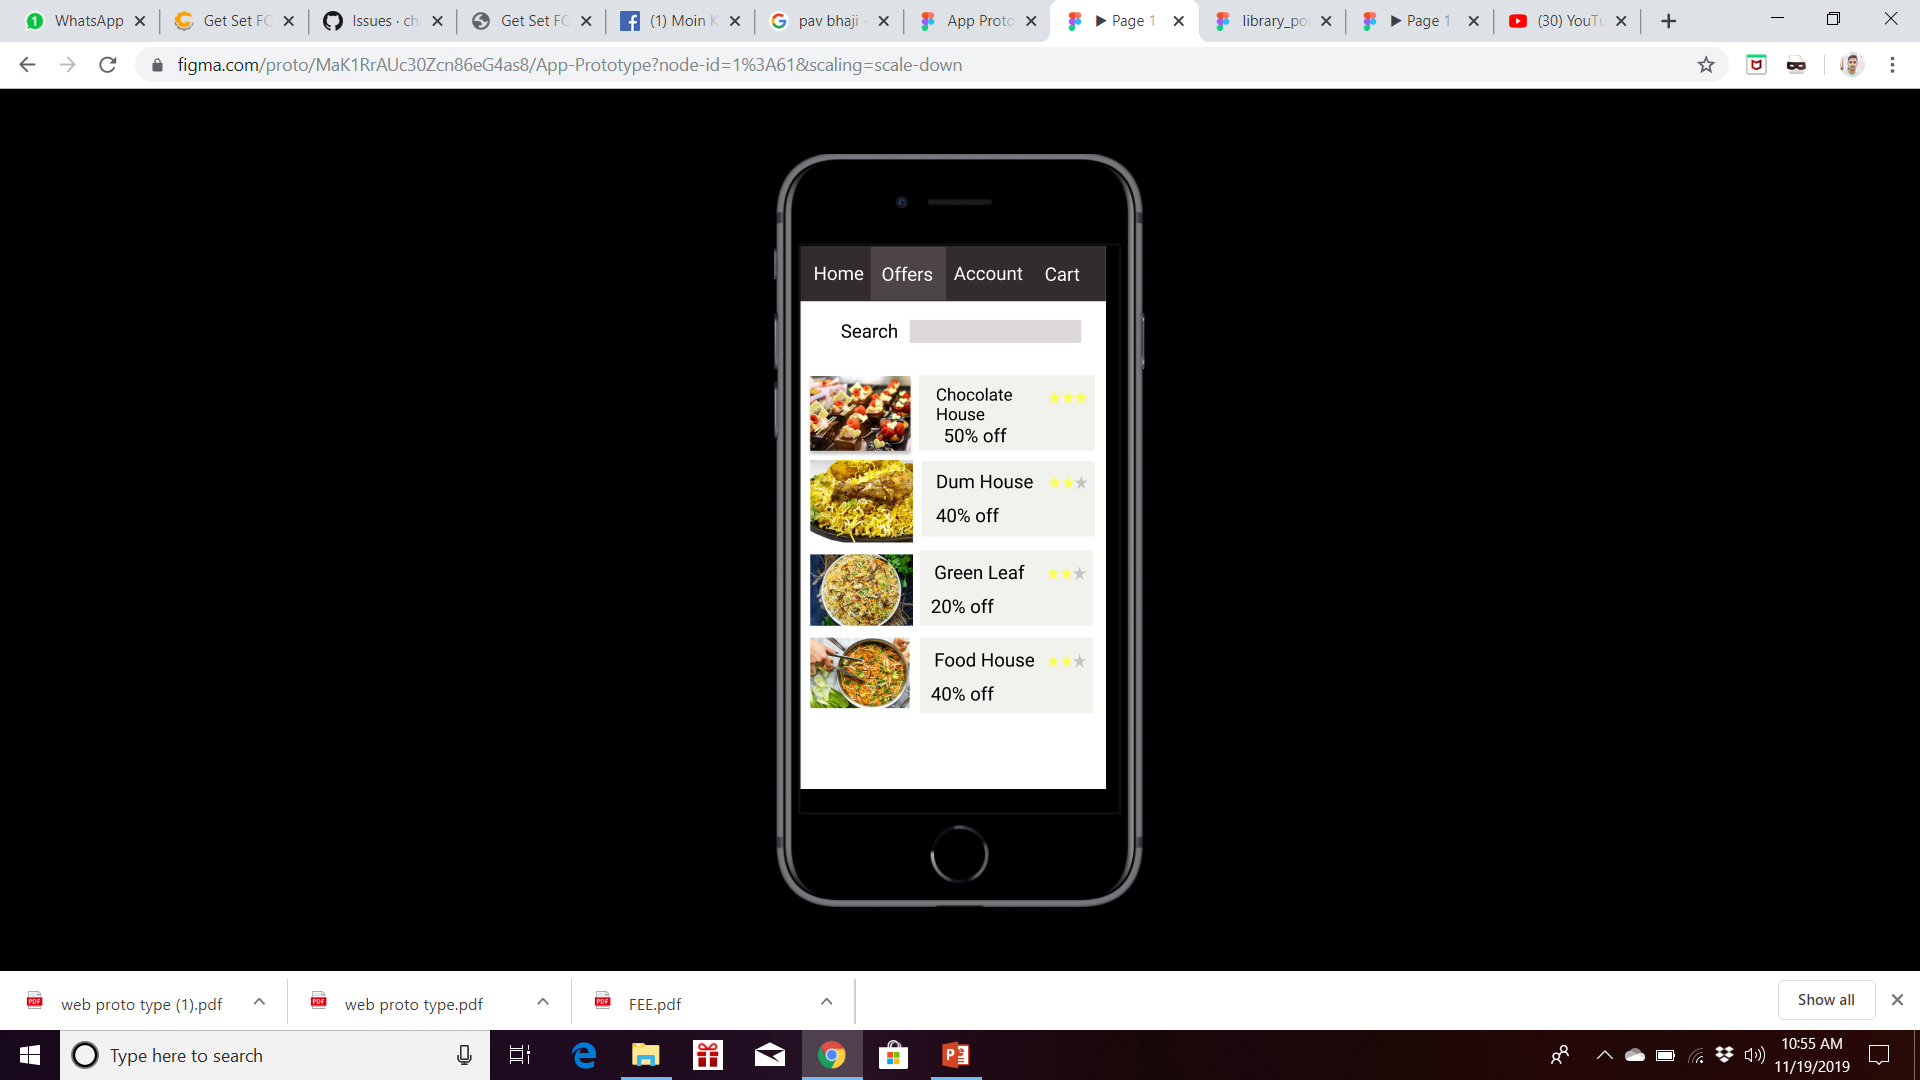 WhatsApp
Get Set FO
Issues · ch
Get Set FO
(1) Moin K
pav bhaji -
App Proto
Page 1
library_po
Page 1
(30) YouTu
figma.com/proto/MaK1RrAUc30Zcn86eG4as8/App-Prototype?node-id=1%3A61&scaling=scale-down
Home Offers Account Cart
Search
Chocolate
House
50% off
Dum House
40% off
Green Leaf
20% off
Food House
40% off
web proto type (1).pdf
web proto type.pdf
FEE.pdf
Show all
Type here to search
10:55 AM
11/19/2019